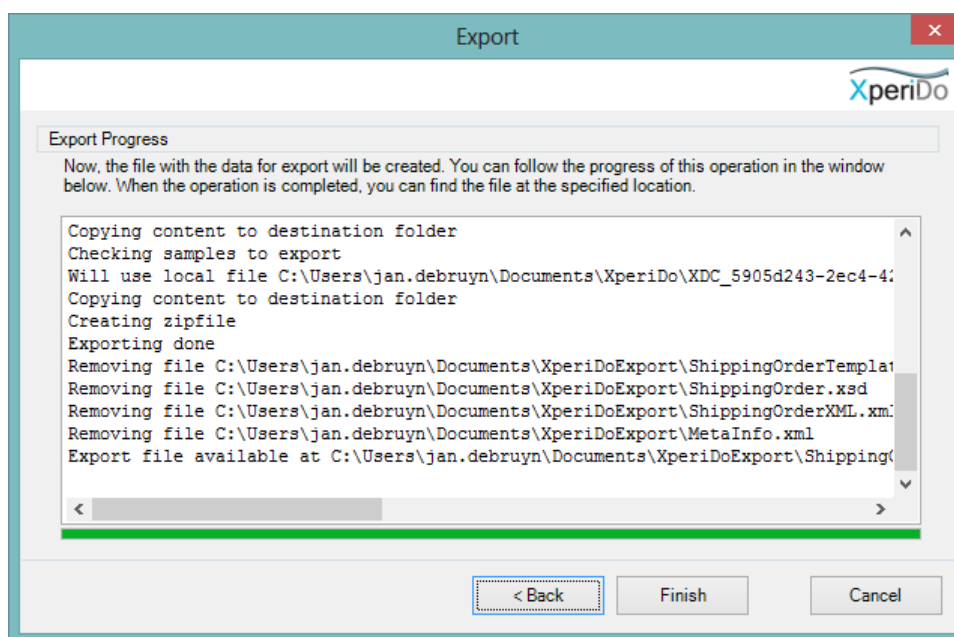 Export
XperiDo
Export Progress
Now, the file with the data for export will be created. You can follow the progress of this operation in the window
below. When the operation is completed, you can find the file at the specified location.
Copying content to destination folder
Checking samples to export
Will use local file C:\Users\jan.debruyn\Documents\XperiDo\XDC_5905d243-2ec4-42
Copying content to destination folder
Creating zipfile
Exporting done
Removing file C:\Users\jan.debruyn\Documents\XperiDoExport\ShippingOrderTemplat
Removing file C:\Users\jan.debruyn\Documents\XperiDoExport\ShippingOrder.xsd
Removing file C:\Users\jan.debruyn\Documents\XperiDoExport\ShippingOrderXML.xml
Removing file C:\Users\jan.debruyn\Documents\XperiDoExport\MetaInfo.xml
Export file available at C:\Users\jan.debruyn\Documents\XperiDoExport\ShippingO
< Back
Finish
Cancel